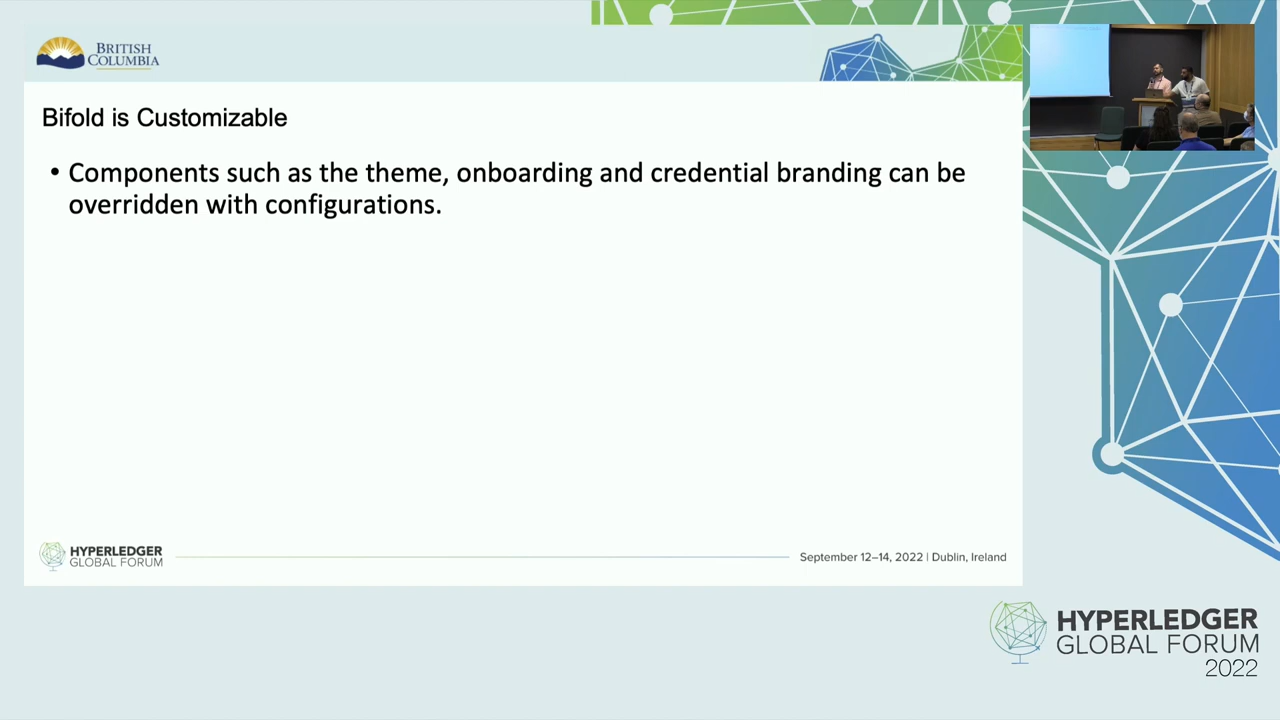 BRITISH
COLUMBIA
Bifold is Customizable
• Components such as the theme, onboarding and credential branding can be
overridden with configurations.
HYPERLEDGER
GLOBAL FORUM
September 12–14, 2022 | Dublin, Ireland
HYPERLEDGER
GLOBAL FORUM
2022